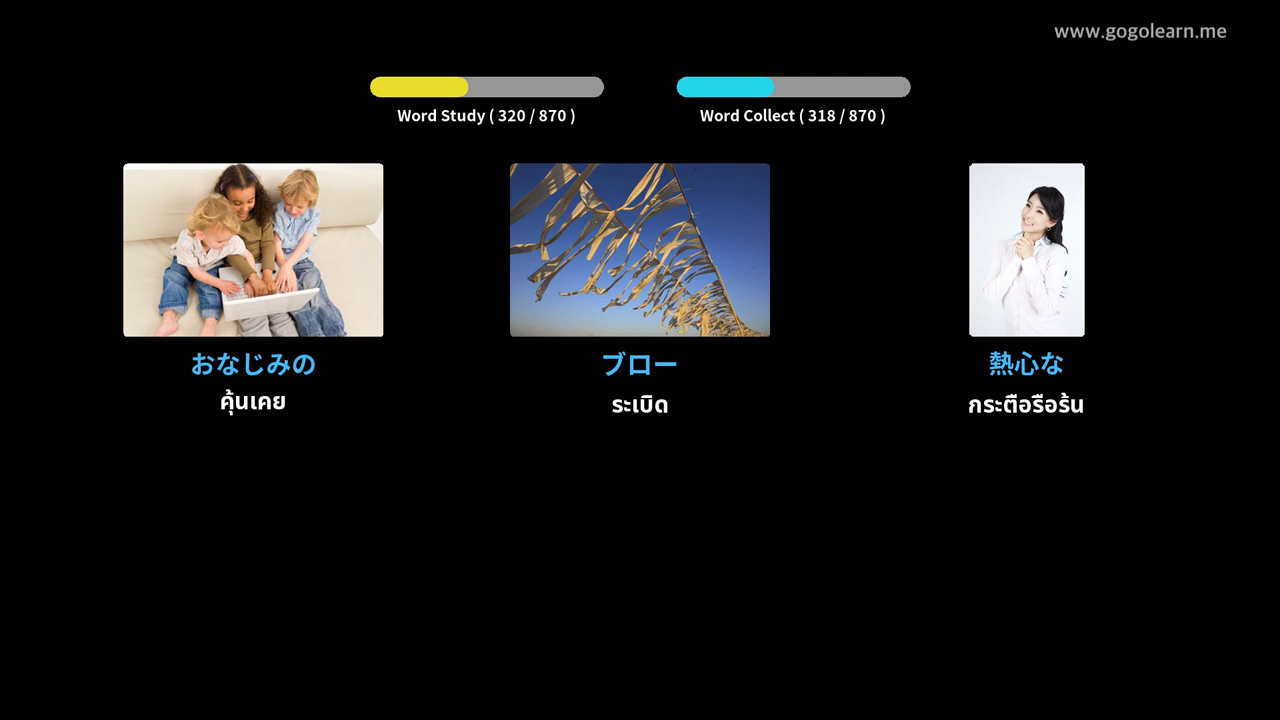 www.gogolearn.me
Word Study ( 320 / 870 )
Word Collect ( 318 / 870 )
おなじみの
ブロー
熱心な
คุ้นเคย
ระเบิด
กระตือรือร้น